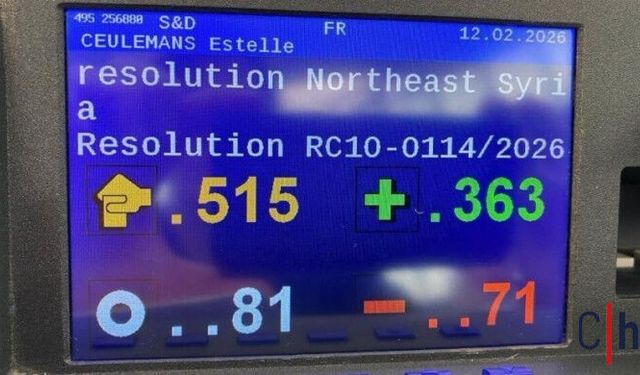 495 256880 S&D FR 12.02.2026
CEULEMANS Estelle
resolution Northeast Syri
a
Resolution RC10-0114/2026
.515 + .363
..81 - ..71
C|h